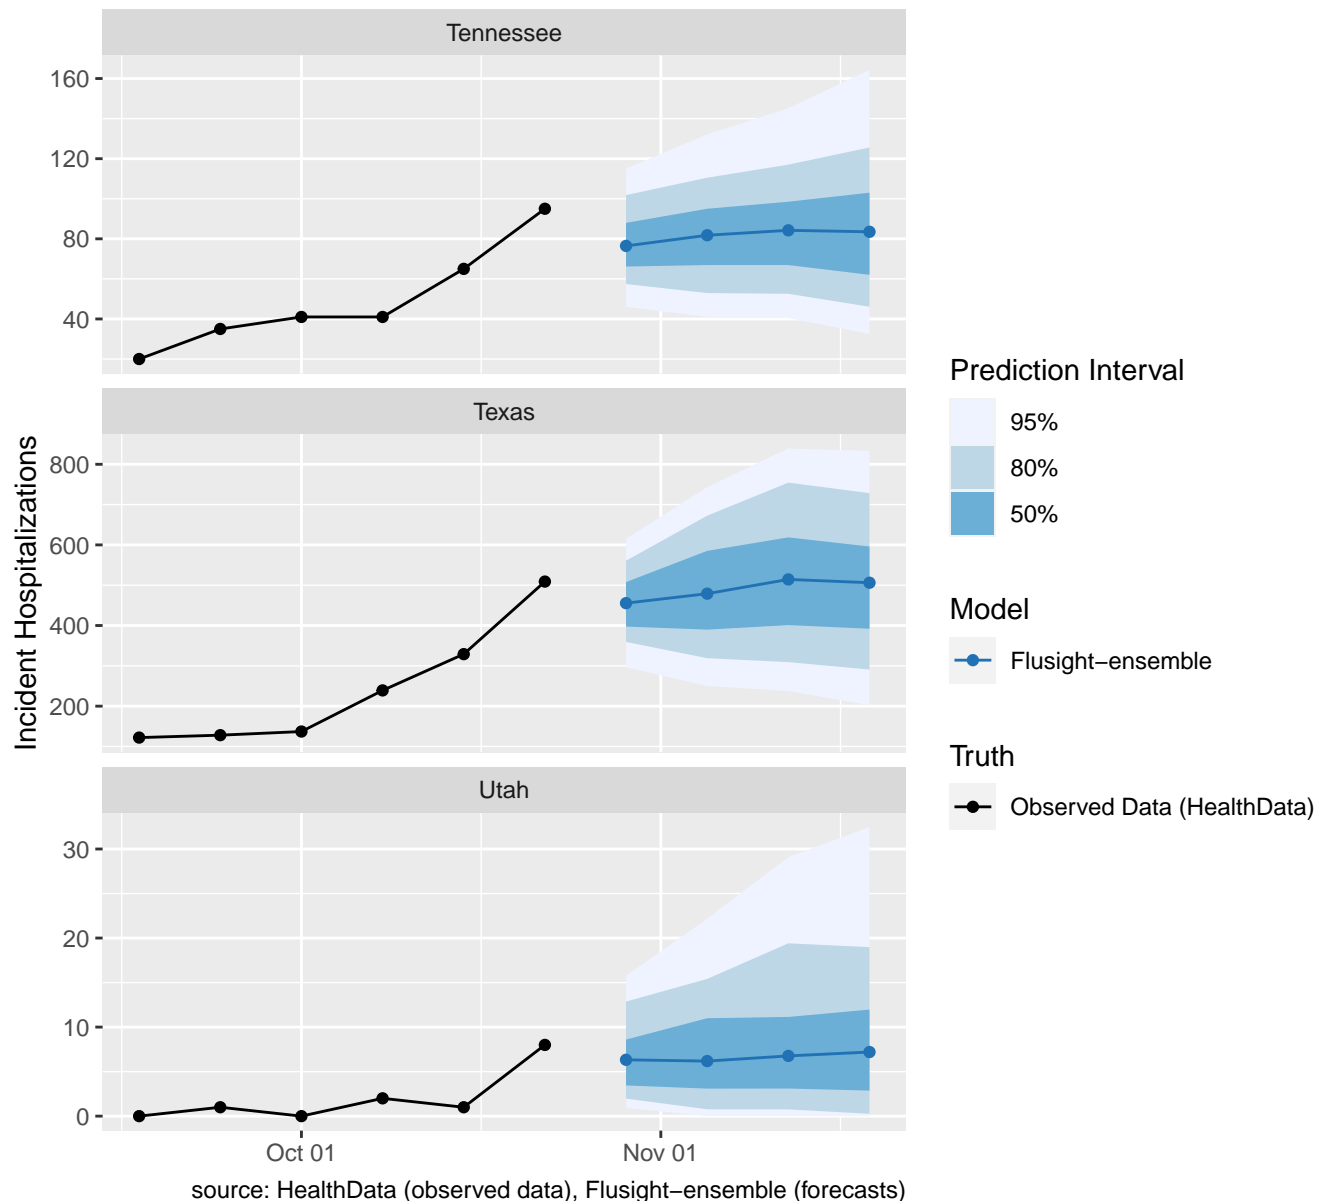 Tennessee
160
120
80
40
Texas
800
600
400
200
Utah
30
20
10
0
Oct 01
Nov 01
Incident Hospitalizations
source: HealthData (observed data), Flusight−ensemble (forecasts)
Prediction Interval
95%
80%
50%
Model
Flusight−ensemble
Truth
Observed Data (HealthData)